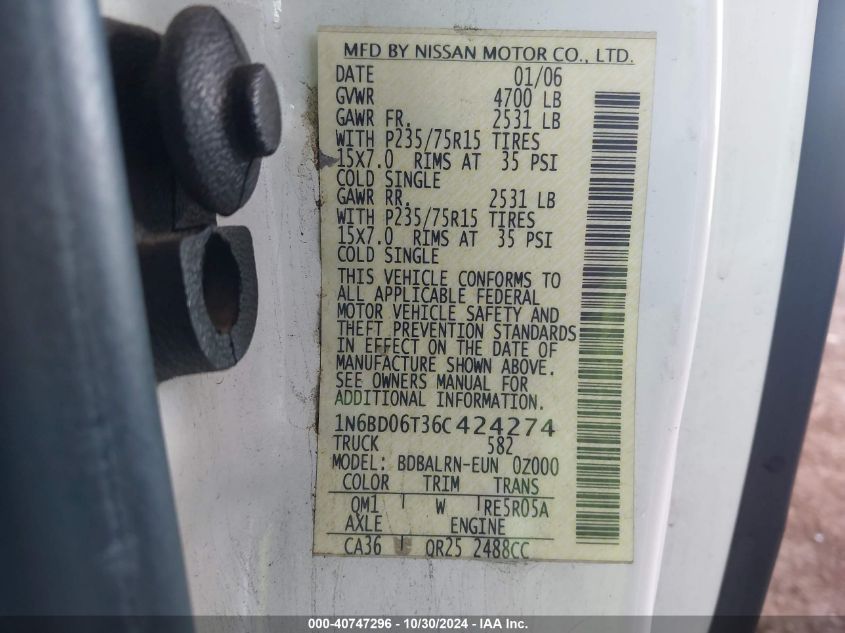 MFD BY NISSAN MOTOR CO., LTD.
DATE 01/06
GVWR 4700 LB
GAWR FR. 2531 LB
WITH P235/75R15 TIRES
15X7.0 RIMS AT 35 PSI
COLD SINGLE
GAWR RR. 2531 LB
WITH P235/75R15 TIRES
15X7.0 RIMS AT 35 PSI
COLD SINGLE
THIS VEHICLE CONFORMS TO
ALL APPLICABLE FEDERAL
MOTOR VEHICLE SAFETY AND
THEFT PREVENTION STANDARDS
IN EFFECT ON THE DATE OF
MANUFACTURE SHOWN ABOVE.
SEE OWNERS MANUAL FOR
ADDITIONAL INFORMATION.
1N6BD06T36C424274
TRUCK 582
MODEL: BDBALRN-EUN 0Z000
COLOR TRIM TRANS
QM1 W RE5R05A
AXLE ENGINE
CA36 QR25 2488CC
000-40747296 - 10/30/2024 - IAA Inc.